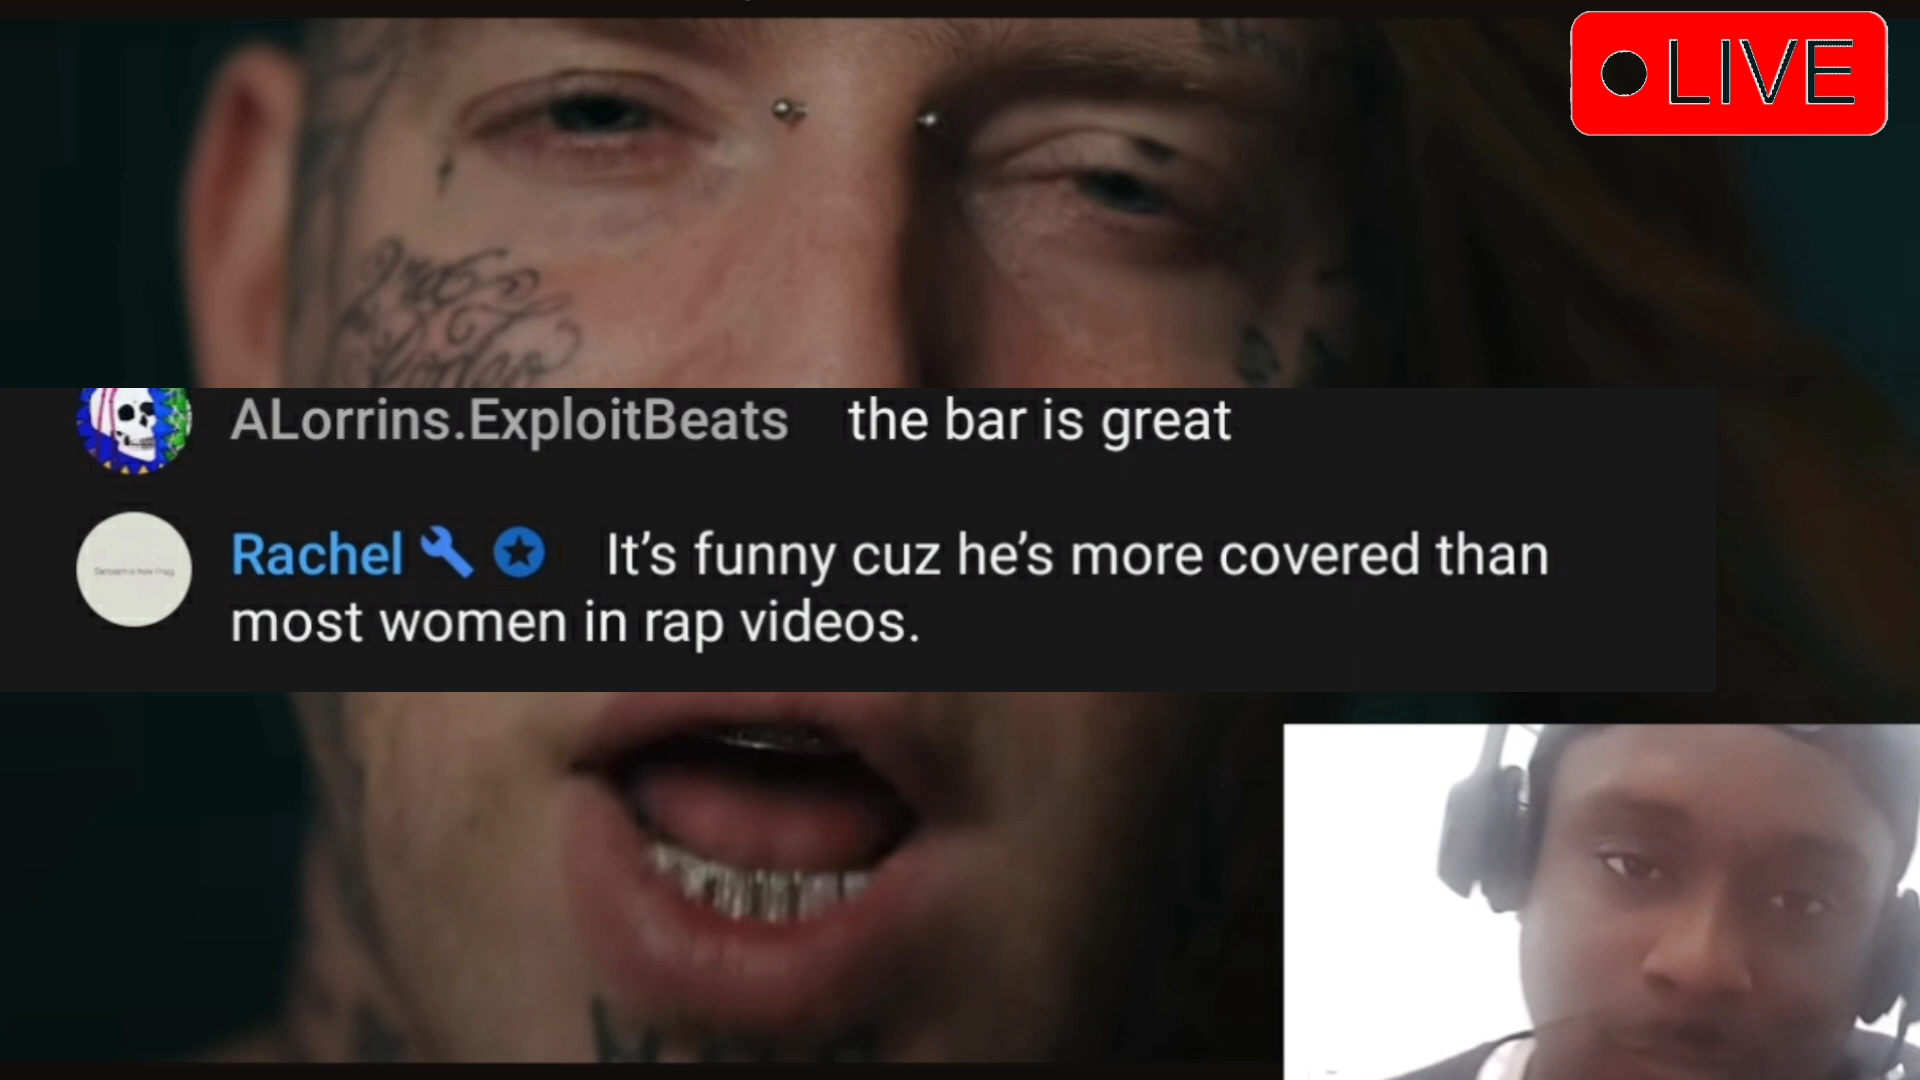 LIVE
ALorrins.ExploitBeats the bar is great
Rachel It’s funny cuz he’s more covered than
most women in rap videos.